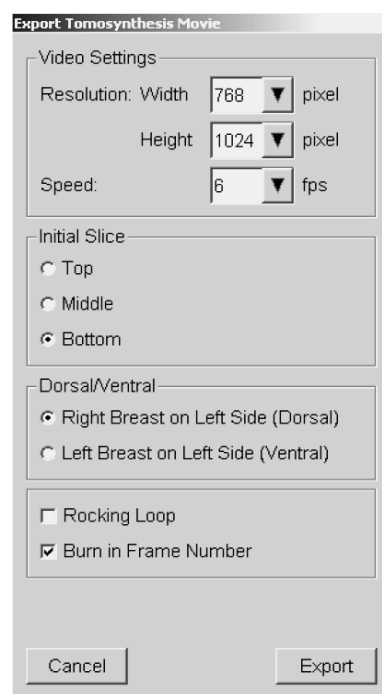 Export Tomosynthesis Movie
Video Settings
Resolution: Width 768 pixel
Height 1024 pixel
Speed: 6 fps
Initial Slice
Top
Middle
Bottom
Dorsal/Ventral
Right Breast on Left Side (Dorsal)
Left Breast on Left Side (Ventral)
Rocking Loop
Burn in Frame Number
Cancel Export